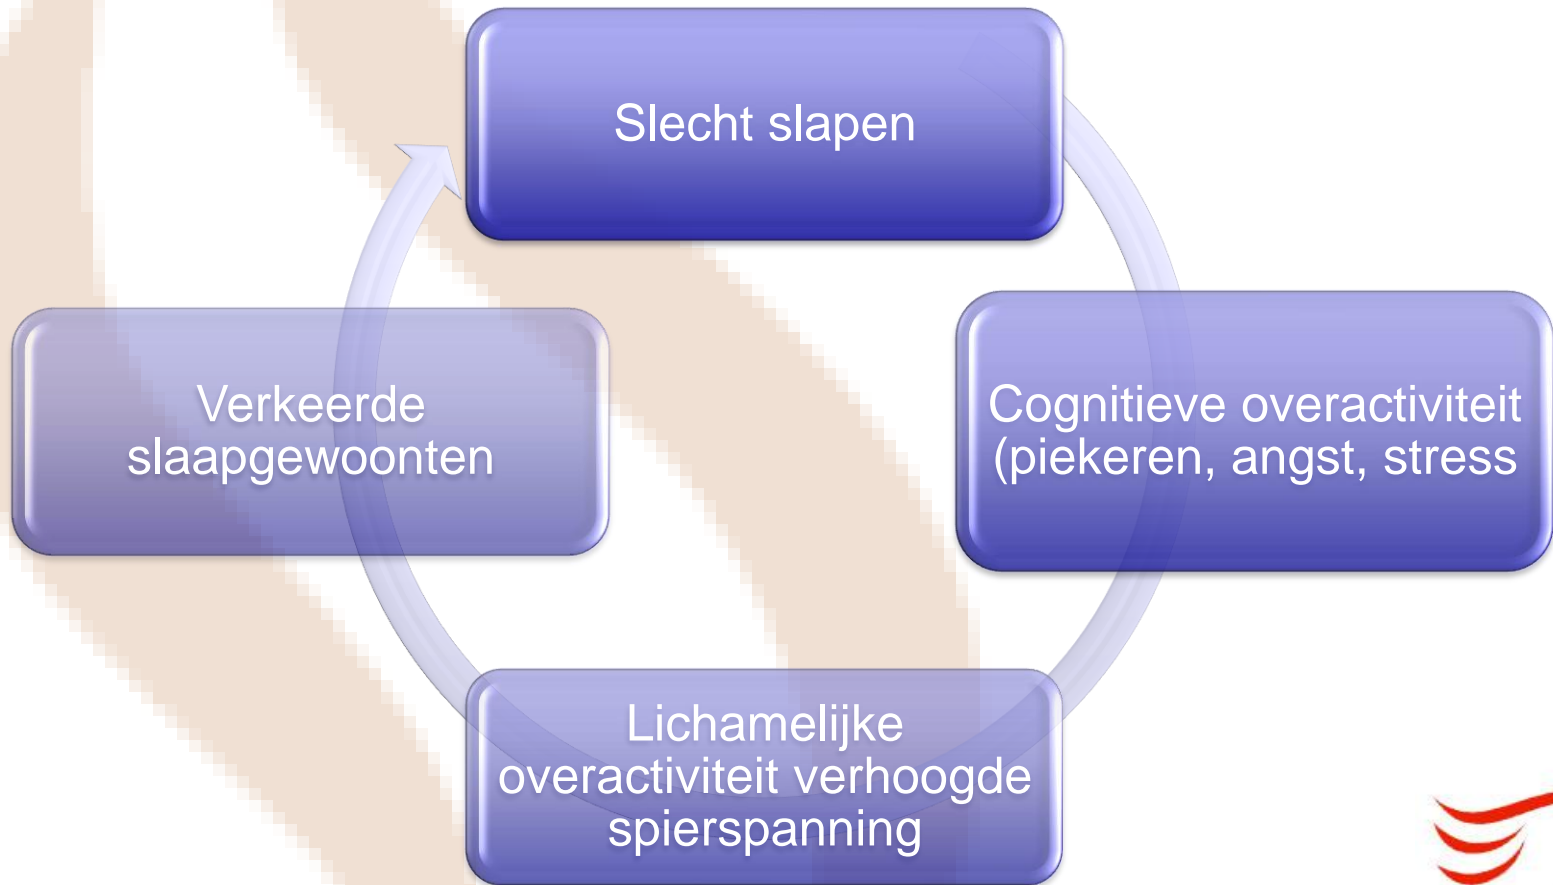 Slecht slapen
Cognitieve overactiviteit
(piekeren, angst, stress
Lichamelijke
overactiviteit verhoogde
spierspanning
Verkeerde
slaapgewoonten